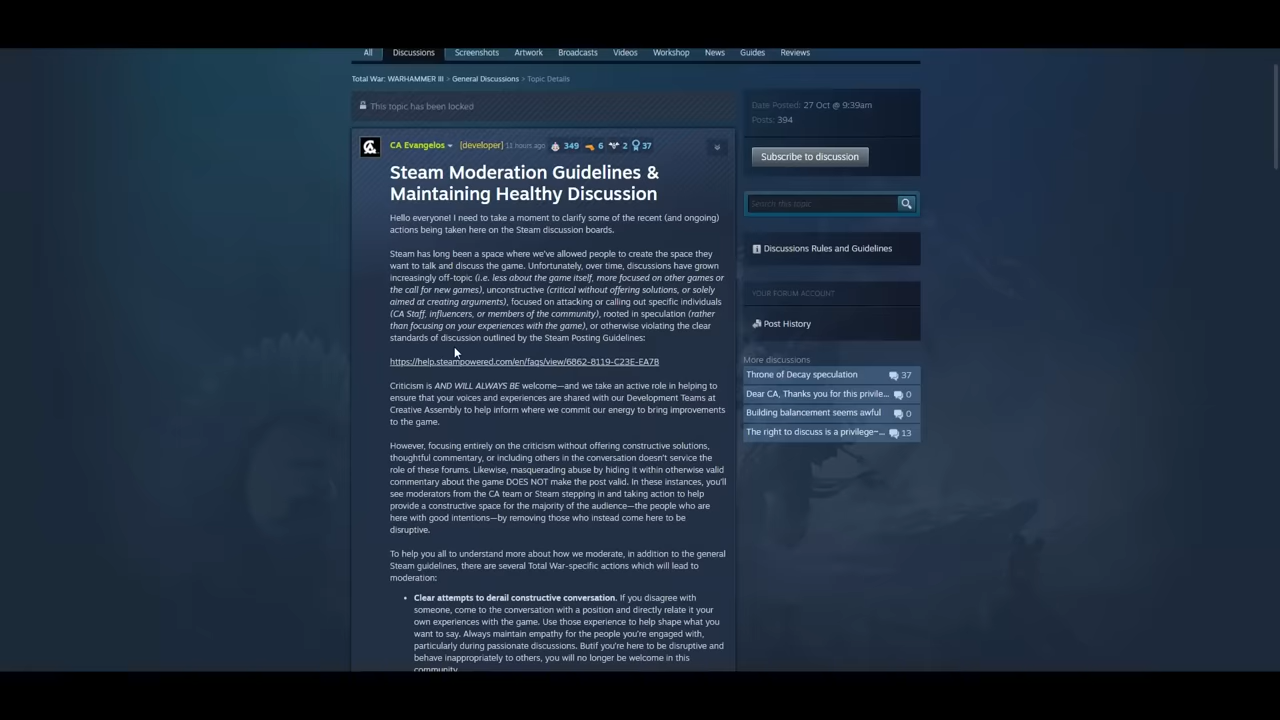 All Discussions Screenshots Artwork Broadcasts Videos Workshop News Guides Reviews
Total War: WARHAMMER III > General Discussions > Topic Details
This topic has been locked
CA Evangelos [developer] 11 hours ago 349 6 2 37
Steam Moderation Guidelines &
Maintaining Healthy Discussion
Hello everyone! I need to take a moment to clarify some of the recent (and ongoing)
actions being taken here on the Steam discussion boards.
Steam has long been a space where we've allowed people to create the space they
want to talk and discuss the game. Unfortunately, over time, discussions have grown
increasingly off-topic (i.e. less about the game itself, more focused on other games or
the call for new games), unconstructive (critical without offering solutions, or solely
aimed at creating arguments), focused on attacking or calling out specific individuals
(CA Staff, influencers, or members of the community), rooted in speculation (rather
than focusing on your experiences with the game), or otherwise violating the clear
standards of discussion outlined by the Steam Posting Guidelines:
https://help.steampowered.com/en/faqs/view/6862-8119-C23E-EA7B
Criticism is AND WILL ALWAYS BE welcome—and we take an active role in helping to
ensure that your voices and experiences are shared with our Development Teams at
Creative Assembly to help inform where we commit our energy to bring improvements
to the game.
However, focusing entirely on the criticism without offering constructive solutions,
thoughtful commentary, or including others in the conversation doesn't service the
role of these forums. Likewise, masquerading abuse by hiding it within otherwise valid
commentary about the game DOES NOT make the post valid. In these instances, you'll
see moderators from the CA team or Steam stepping in and taking action to help
provide a constructive space for the majority of the audience—the people who are
here with good intentions—by removing those who instead come here to be
disruptive.
To help you all to understand more about how we moderate, in addition to the general
Steam guidelines, there are several Total War-specific actions which will lead to
moderation:
• Clear attempts to derail constructive conversation. If you disagree with
someone, come to the conversation with a position and directly relate it your
own experiences with the game. Use those experience to help shape what you
want to say. Always maintain empathy for the people you're engaged with,
particularly during passionate discussions. Butif you're here to be disruptive and
behave inappropriately to others, you will no longer be welcome in this
community.
Date Posted: 27 Oct @ 9:39am
Posts: 394
Subscribe to discussion
Search this topic
Discussions Rules and Guidelines
YOUR FORUM ACCOUNT
Post History
More discussions
Throne of Decay speculation 37
Dear CA, Thanks you for this privile... 0
Building balancement seems awful 0
The right to discuss is a privilege~... 13